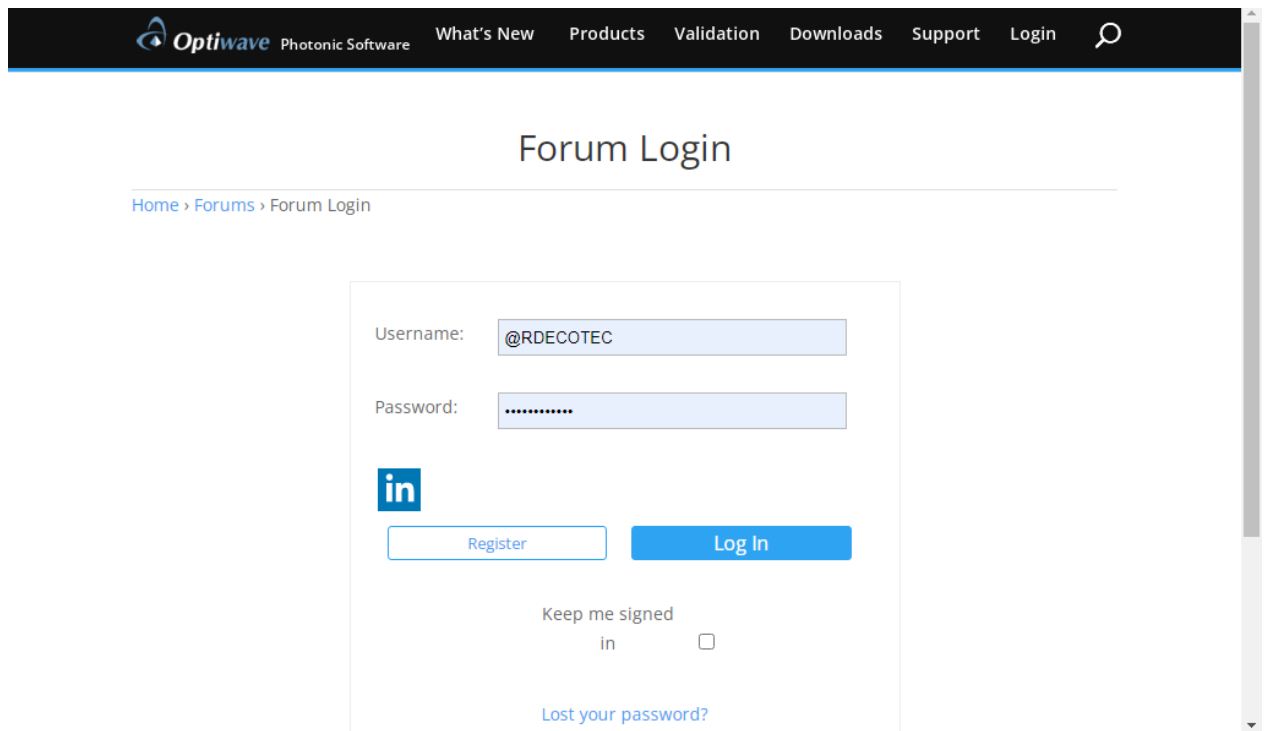 Optiwave Photonic Software What's New Products Validation Downloads Support Login
Forum Login
Home › Forums › Forum Login
Username: @RDECOTEC
Password: ••••••••••••
in
Register Log In
Keep me signed
in
Lost your password?